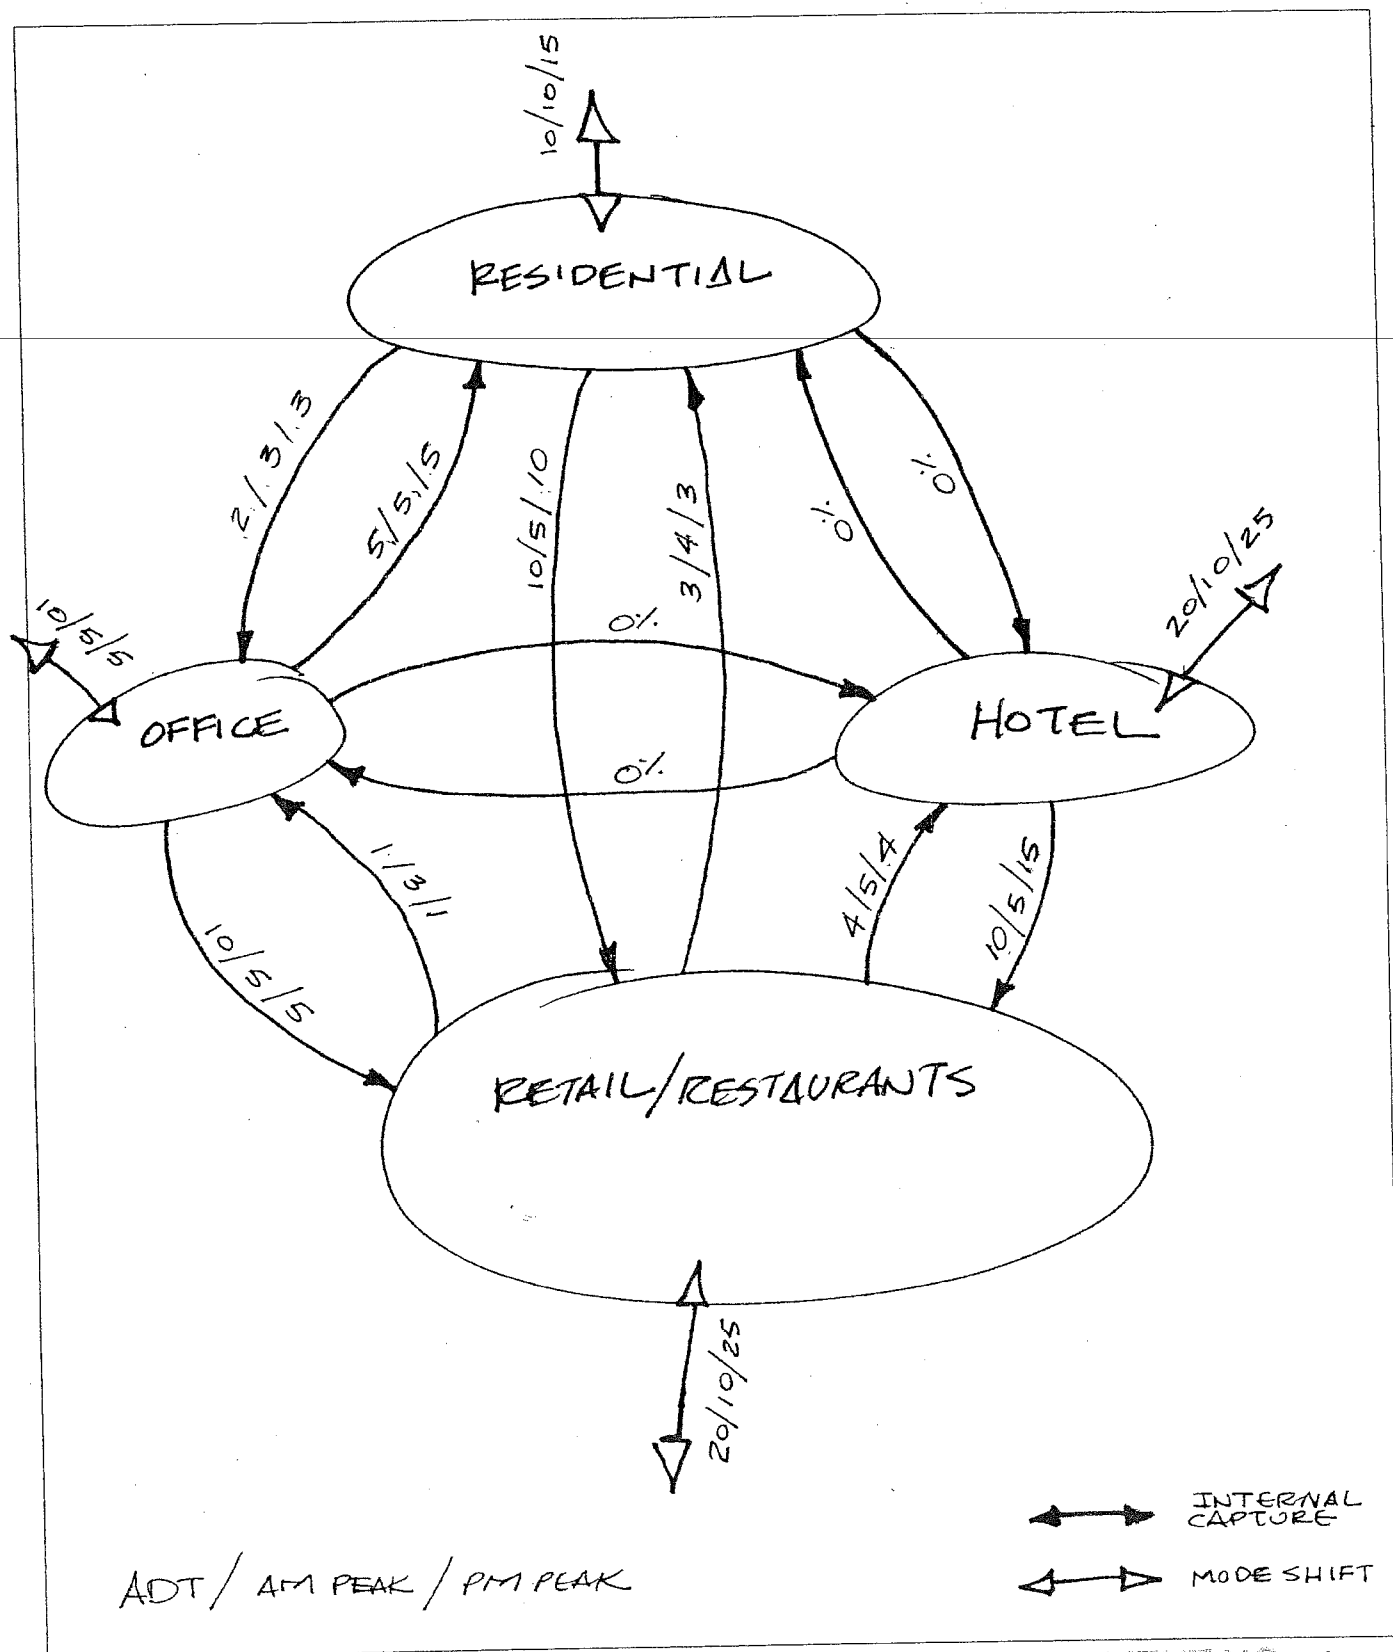 10/10/15
RESIDENTIAL
2/.3/.3
5/5/.5
10/5/.10
3/4/3
0%
0%
20/10/25
10/5/5
0%
OFFICE
HOTEL
0%
1/3/1
4/5/.4
10/5/15
10/5/5
RETAIL/RESTAURANTS
20/10/25
INTERNAL
CAPTURE
ADT/AM PEAK/PM PEAK
MODE SHIFT